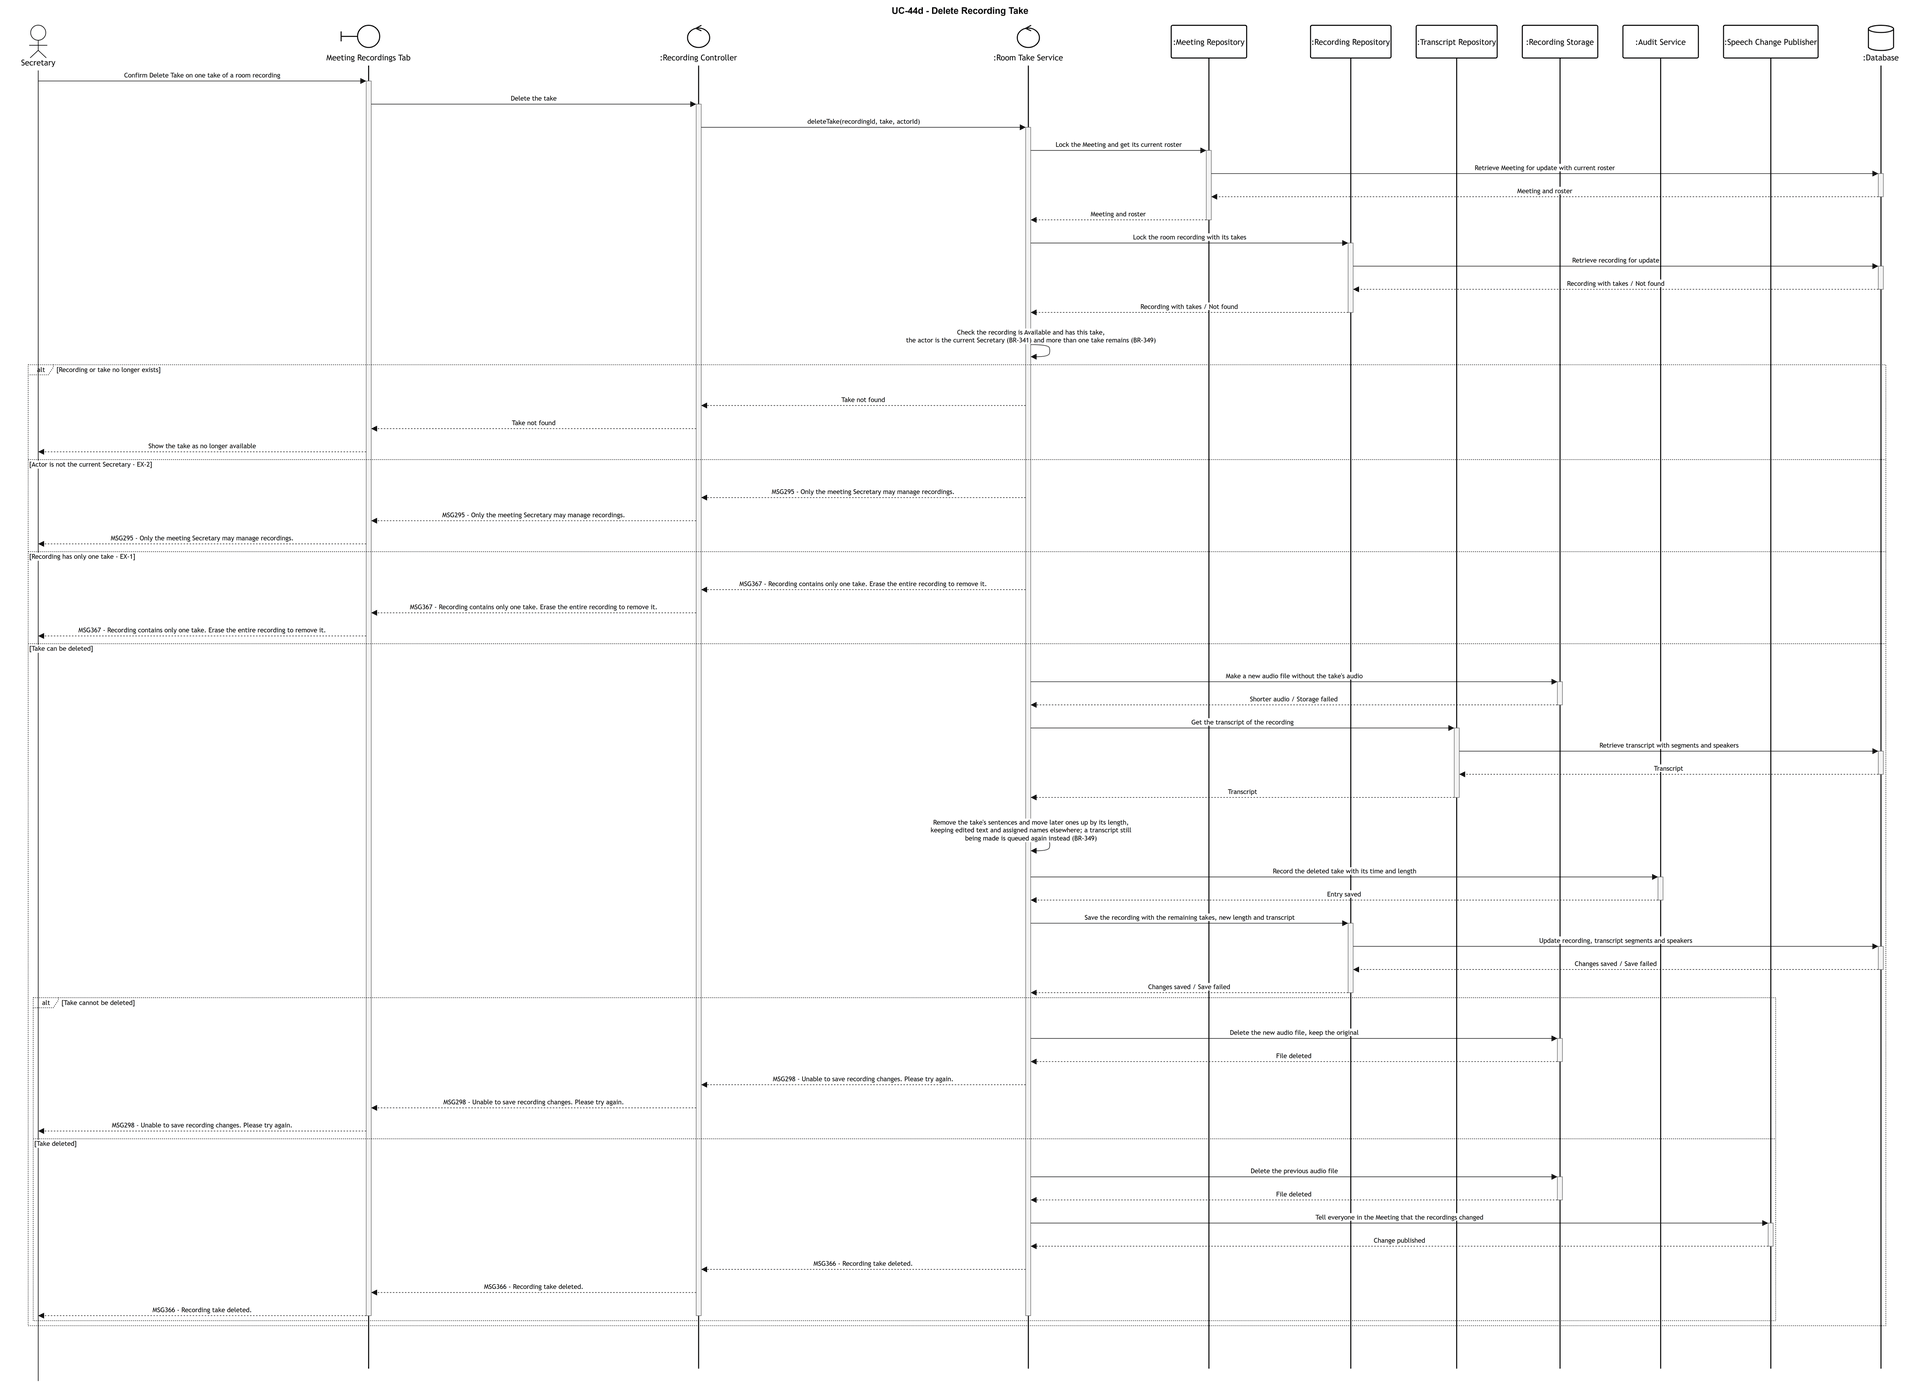 UC-44d - Delete Recording Take
Secretary
Meeting Recordings Tab
:Recording Controller
:Room Take Service
:Meeting Repository
:Recording Repository
:Transcript Repository
:Recording Storage
:Audit Service
:Speech Change Publisher
:Database
Confirm Delete Take on one take of a room recording
Delete the take
deleteTake(recordingId, take, actorId)
Lock the Meeting and get its current roster
Retrieve Meeting for update with current roster
Meeting and roster
Meeting and roster
Lock the room recording with its takes
Retrieve recording for update
Recording with takes / Not found
Recording with takes / Not found
Check the recording is Available and has this take,
the actor is the current Secretary (BR-341) and more than one take remains (BR-349)
alt [Recording or take no longer exists]
Take not found
Take not found
Show the take as no longer available
[Actor is not the current Secretary - EX-2]
MSG295 - Only the meeting Secretary may manage recordings.
MSG295 - Only the meeting Secretary may manage recordings.
MSG295 - Only the meeting Secretary may manage recordings.
[Recording has only one take - EX-1]
MSG367 - Recording contains only one take. Erase the entire recording to remove it.
MSG367 - Recording contains only one take. Erase the entire recording to remove it.
MSG367 - Recording contains only one take. Erase the entire recording to remove it.
[Take can be deleted]
Make a new audio file without the take's audio
Shorter audio / Storage failed
Get the transcript of the recording
Retrieve transcript with segments and speakers
Transcript
Transcript
Remove the take's sentences and move later ones up by its length,
keeping edited text and assigned names elsewhere; a transcript still
being made is queued again instead (BR-349)
Record the deleted take with its time and length
Entry saved
Save the recording with the remaining takes, new length and transcript
Update recording, transcript segments and speakers
Changes saved / Save failed
Changes saved / Save failed
alt [Take cannot be deleted]
Delete the new audio file, keep the original
File deleted
MSG298 - Unable to save recording changes. Please try again.
MSG298 - Unable to save recording changes. Please try again.
MSG298 - Unable to save recording changes. Please try again.
[Take deleted]
Delete the previous audio file
File deleted
Tell everyone in the Meeting that the recordings changed
Change published
MSG366 - Recording take deleted.
MSG366 - Recording take deleted.
MSG366 - Recording take deleted.